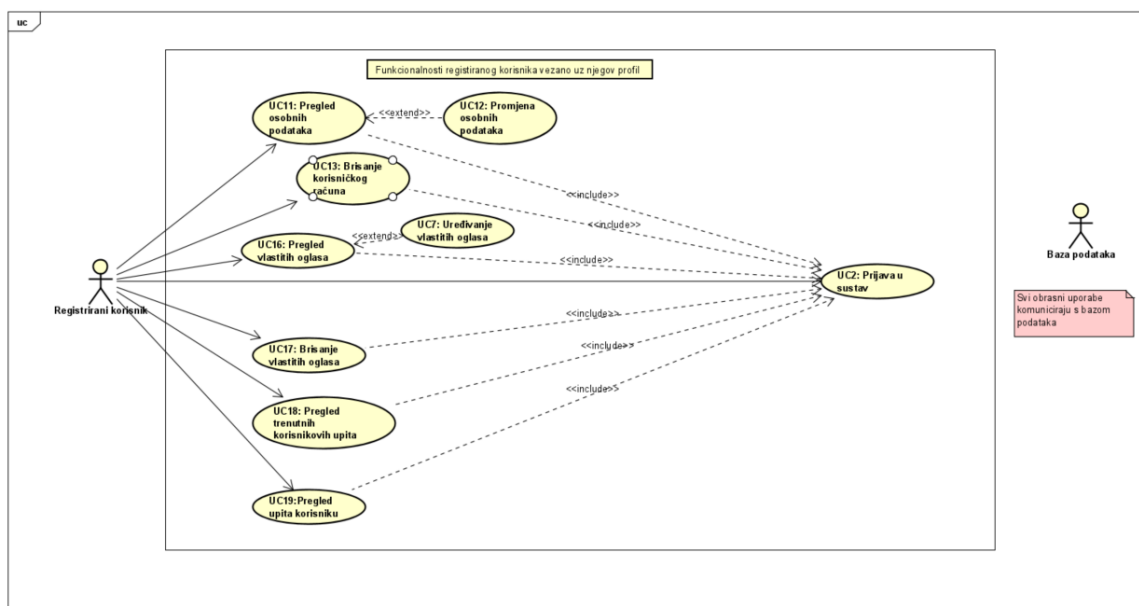 uc
Funkcionalnosti registiranog korisnika vezano uz njegov profil
UC11: Pregled
osobnih
podataka
<<extend>>
UC12: Promjena
osobnih
podataka
UC13: Brisanje
korisničkog
računa
<<include>>
<<include>>
UC16: Pregled
vlastitih oglasa
<<extend>>
UC7: Uređivanje
vlastitih oglasa
<<include>>
Registrirani korisnik
UC2: Prijava u
sustav
Baza podataka
Svi obrasni uporabe
komuniciraju s bazom
podataka
<<include>>
UC17: Brisanje
vlastitih oglasa
<<include>>
UC18: Pregled
trenutnih
korisnikovih upita
<<include>>
UC19:Pregled
upita korisniku